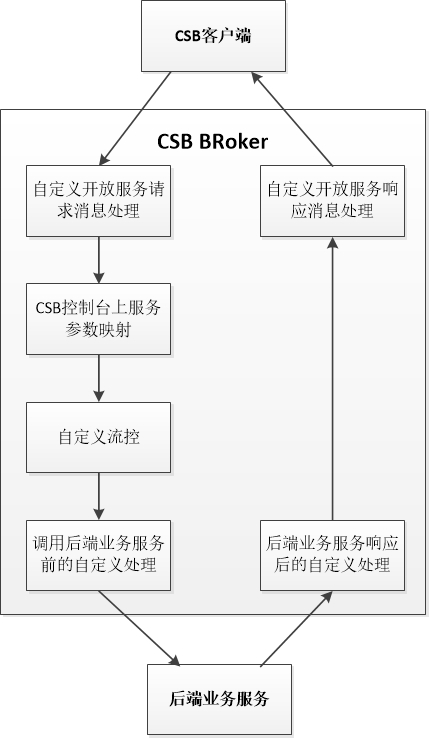 CSB客户端
CSB BRoker
自定义开放服务请
求消息处理
自定义开放服务响
应消息处理
CSB控制台上服务
参数映射
自定义流控
调用后端业务服务
前的自定义处理
后端业务服务响应
后的自定义处理
后端业务服务